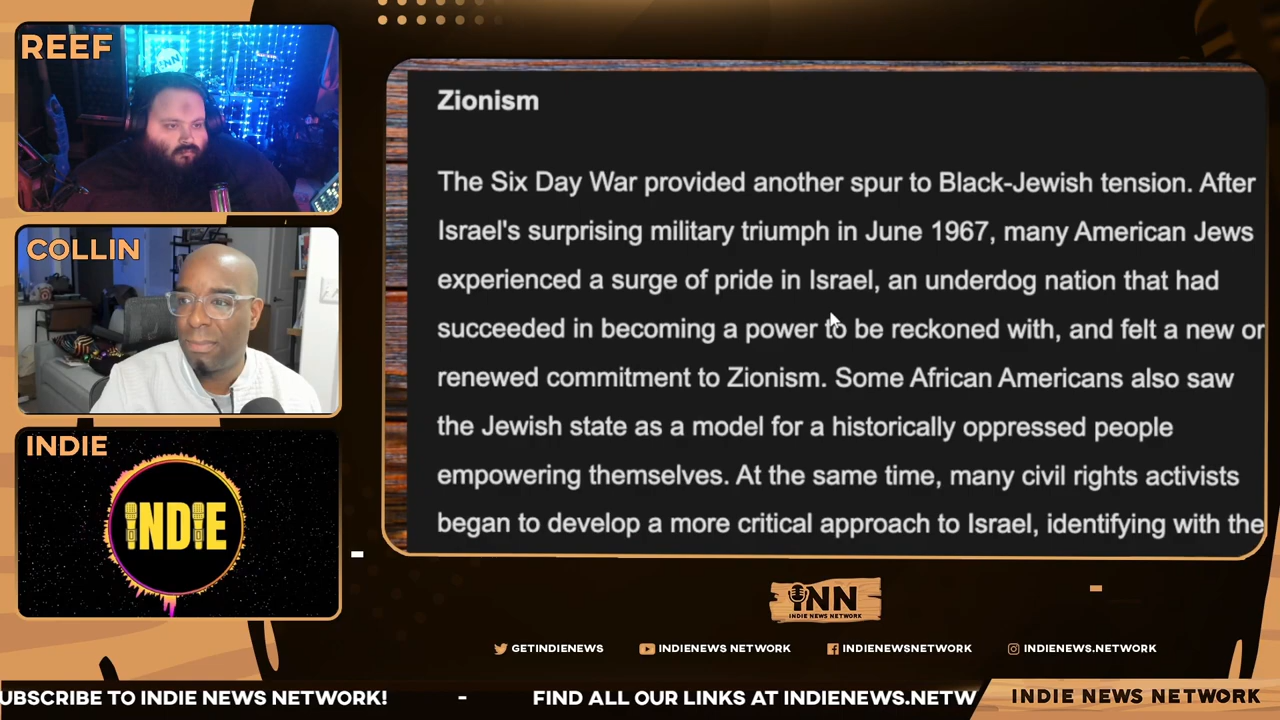 REEF
INN
COLLIN
INDIE
INDIE
Zionism
The Six Day War provided another spur to Black-Jewish tension. After
Israel's surprising military triumph in June 1967, many American Jews
experienced a surge of pride in Israel, an underdog nation that had
succeeded in becoming a power to be reckoned with, and felt a new or
renewed commitment to Zionism. Some African Americans also saw
the Jewish state as a model for a historically oppressed people
empowering themselves. At the same time, many civil rights activists
began to develop a more critical approach to Israel, identifying with the
INN
INDIE NEWS NETWORK
GETINDIENEWS
INDIENEWS NETWORK
INDIENEWSNETWORK
INDIENEWS.NETWORK
UBSCRIBE TO INDIE NEWS NETWORK! - FIND ALL OUR LINKS AT INDIENEWS.NETW
INDIE NEWS NETWORK